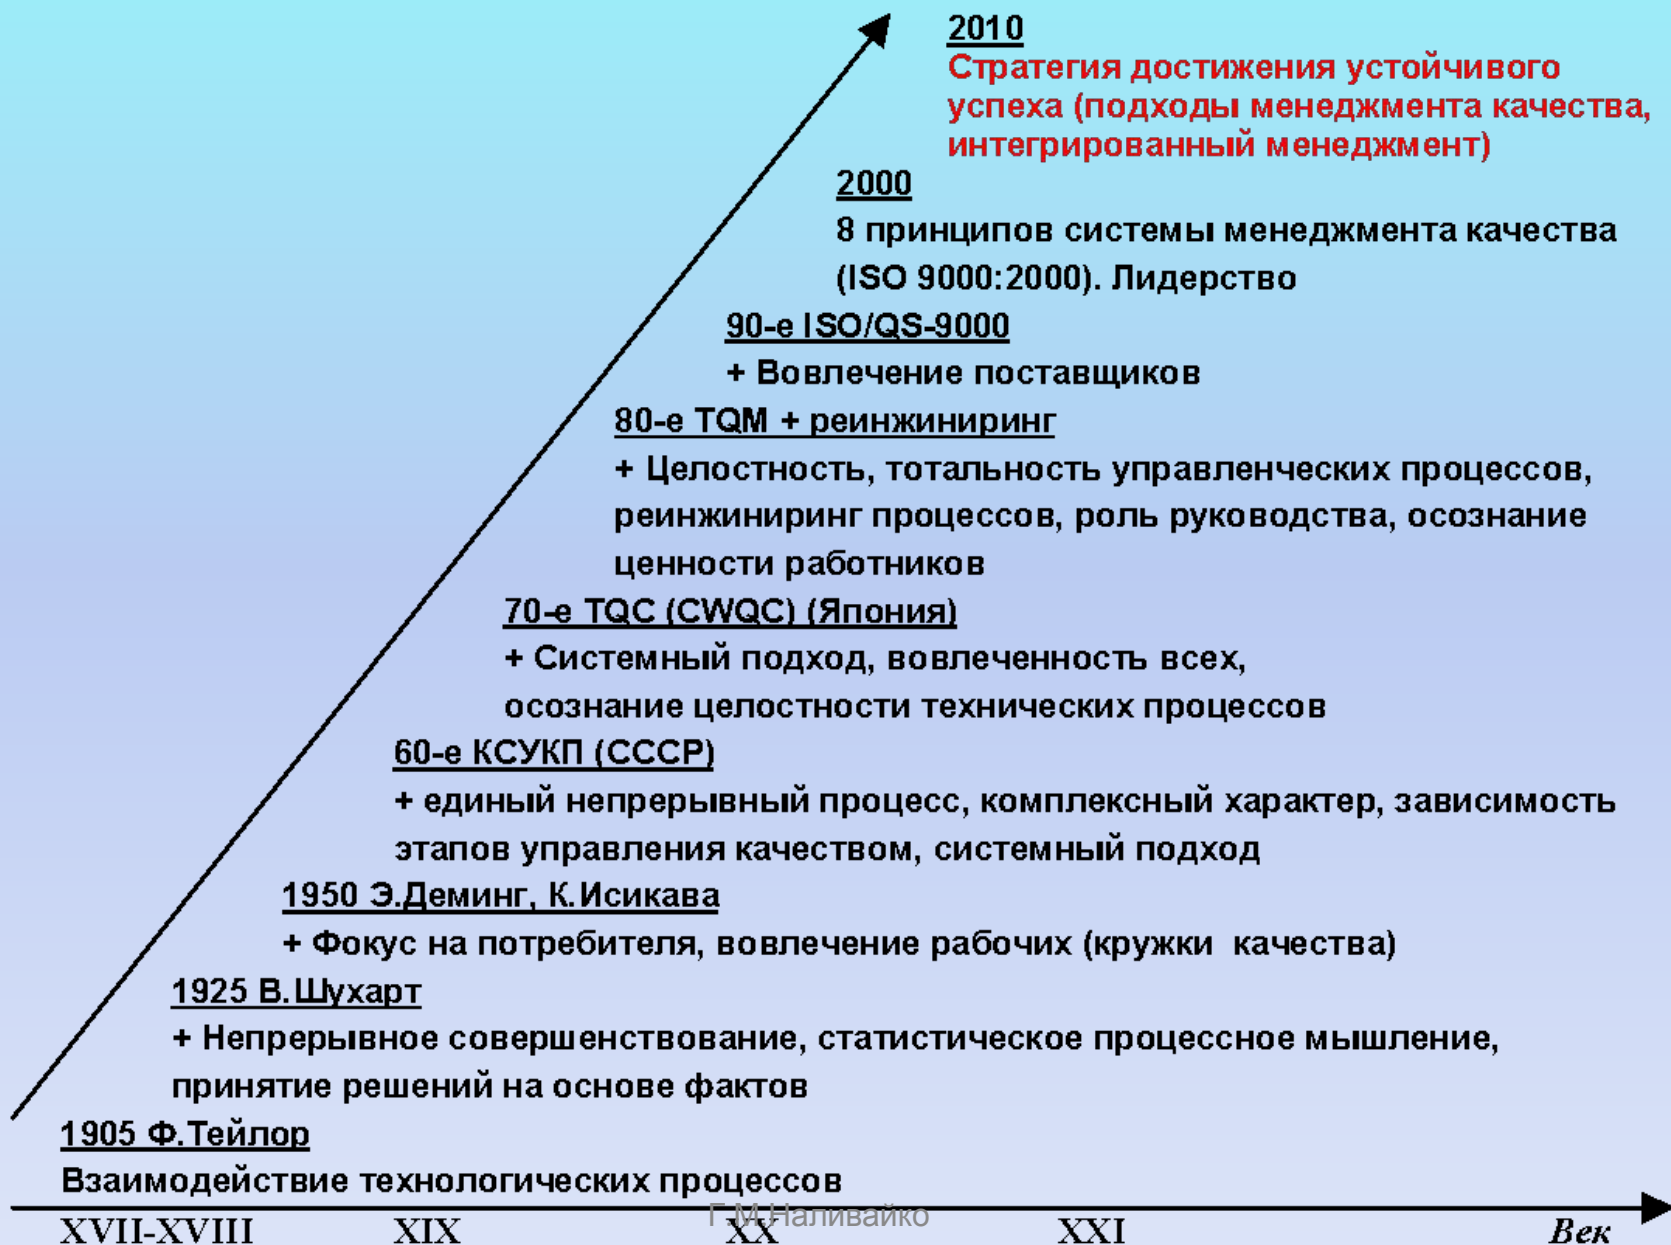 2010
Стратегия достижения устойчивого
успеха (подходы менеджмента качества,
интегрированный менеджмент)
2000
8 принципов системы менеджмента качества
(ISO 9000:2000). Лидерство
90-е ISO/QS-9000
+ Вовлечение поставщиков
80-е TQM + реинжиниринг
+ Целостность, тотальность управленческих процессов,
реинжиниринг процессов, роль руководства, осознание
ценности работников
70-е TQC (CWQC) (Япония)
+ Системный подход, вовлеченность всех,
осознание целостности технических процессов
60-е КСУКП (СССР)
+ единый непрерывный процесс, комплексный характер, зависимость
этапов управления качеством, системный подход
1950 Э.Деминг, К.Исикава
+ Фокус на потребителя, вовлечение рабочих (кружки качества)
1925 В.Шухарт
+ Непрерывное совершенствование, статистическое процессное мышление,
принятие решений на основе фактов
1905 Ф.Тейлор
Взаимодействие технологических процессов
Г.М.Наливайко
XVII-XVIII XIX XX XXI Век